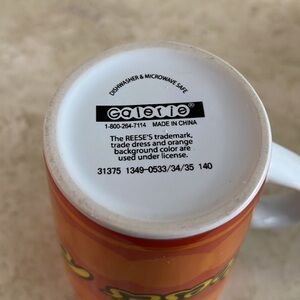 DISHWASHER & MICROWAVE SAFE
Galerie
1-800-264-7114 MADE IN CHINA
The REESE'S trademark,
trade dress and orange
background color are
used under license.
31375 1349-0533/34/35 140